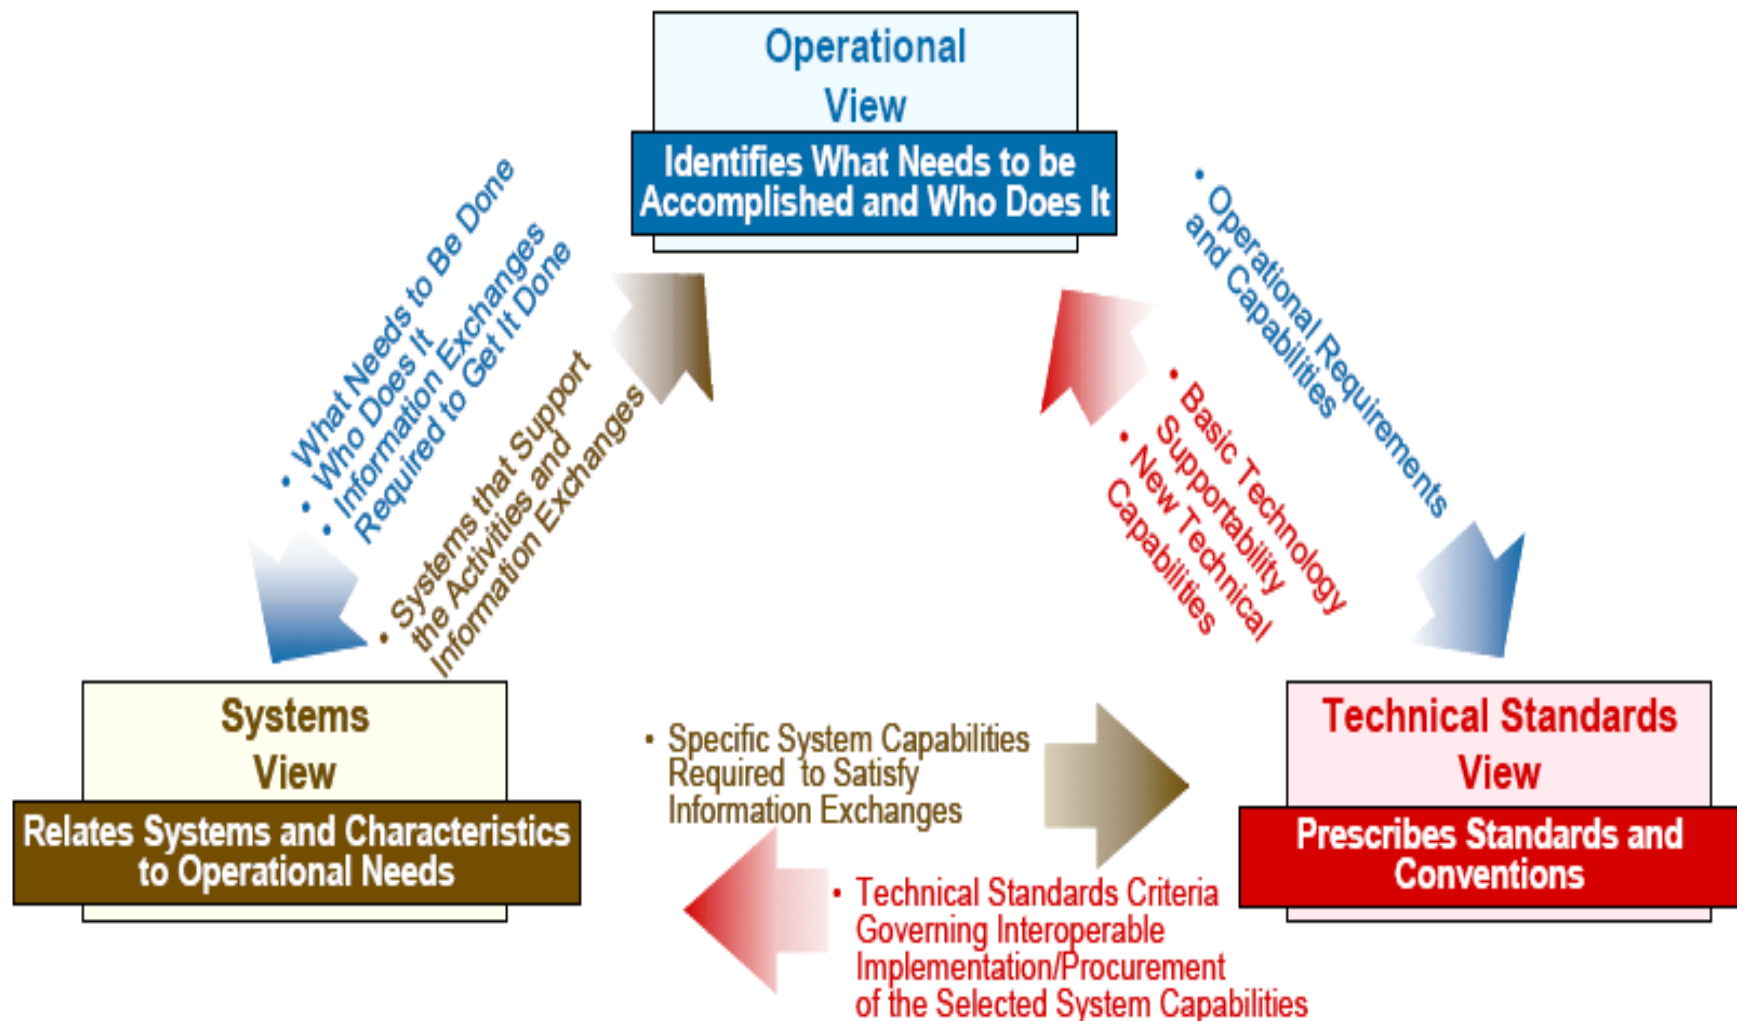 Operational
View
Identifies What Needs to be
Accomplished and Who Does It
• What Needs to Be Done
• Who Does It
• Information Exchanges
Required to Get It Done
• Systems that Support
the Activities and
Information Exchanges
• Operational Requirements
and Capabilities
• Basic Technology
Supportability
• New Technical
Capabilities
Systems
View
Relates Systems and Characteristics
to Operational Needs
• Specific System Capabilities
Required to Satisfy
Information Exchanges
• Technical Standards Criteria
Governing Interoperable
Implementation/Procurement
of the Selected System Capabilities
Technical Standards
View
Prescribes Standards and
Conventions